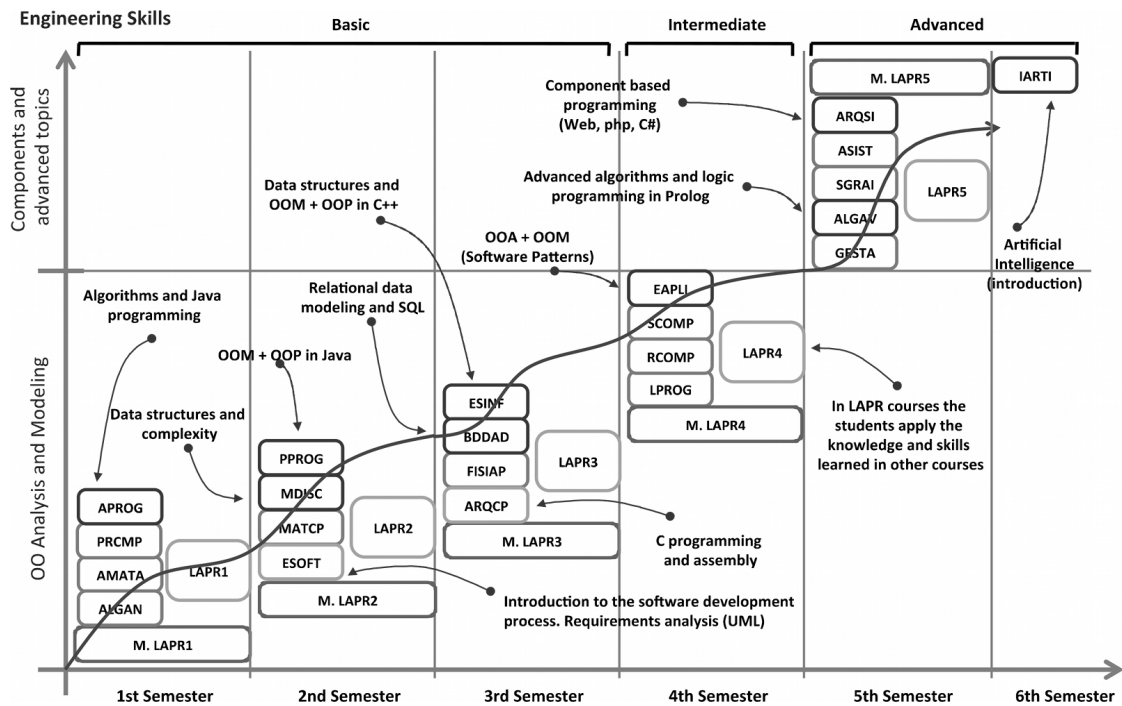 Engineering Skills
Basic
Intermediate
Advanced
Components and
advanced topics
OO Analysis and Modeling
M. LAPR5
IARTI
Component based
programming
(Web, php, C#)
ARQSI
ASIST
SGRAI
ALGAV
GESTA
LAPR5
Advanced algorithms and logic
programming in Prolog
Artificial
Intelligence
(introduction)
Data structures and
OOM + OOP in C++
OOA + OOM
(Software Patterns)
Algorithms and Java
programming
Relational data
modeling and SQL
EAPLI
SCOMP
RCOMP
LPROG
LAPR4
M. LAPR4
OOM + OOP in Java
In LAPR courses the
students apply the
knowledge and skills
learned in other courses
Data structures and
complexity
ESINF
BDDAD
FISIAP
ARQCP
LAPR3
M. LAPR3
C programming
and assembly
PPROG
MDISC
MATCP
ESOFT
LAPR2
M. LAPR2
Introduction to the software development
process. Requirements analysis (UML)
APROG
PRCMP
AMATA
ALGAN
LAPR1
M. LAPR1
1st Semester
2nd Semester
3rd Semester
4th Semester
5th Semester
6th Semester